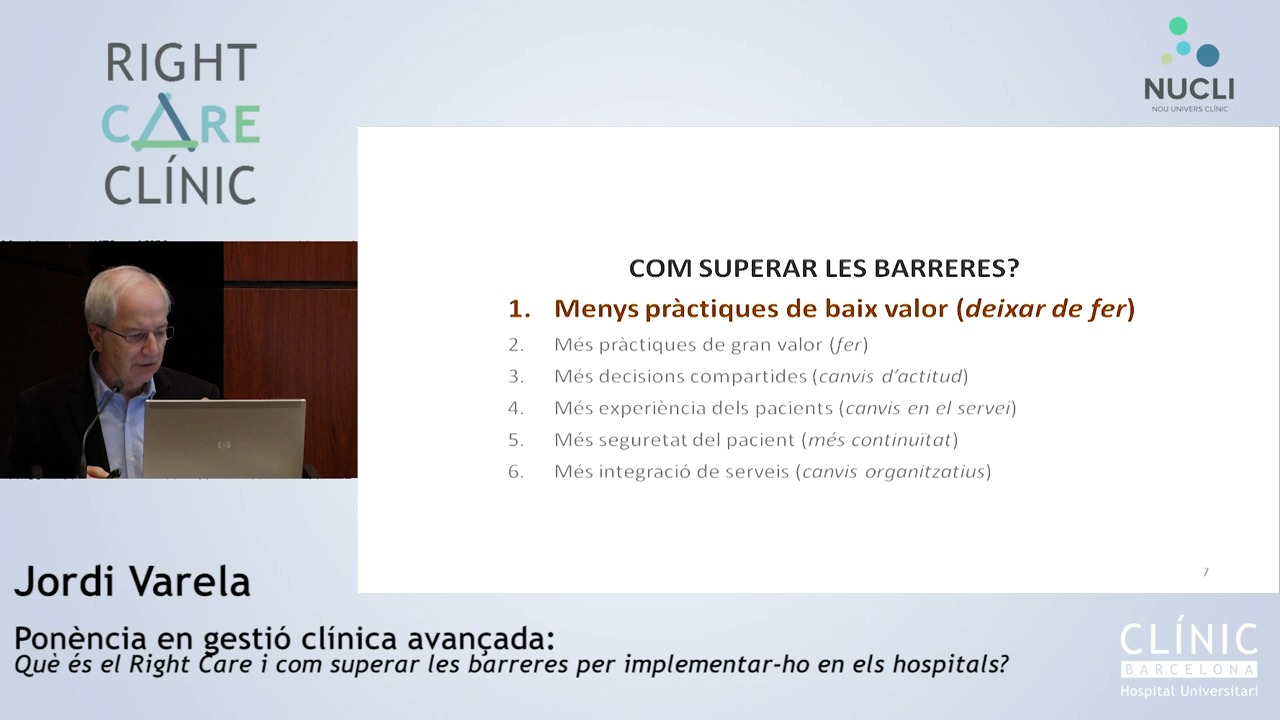 RIGHT
CARE
CLÍNIC
NUCLI
NOU UNIVERS CLÍNIC
COM SUPERAR LES BARRERES?
1. Menys pràctiques de baix valor (deixar de fer)
2. Més pràctiques de gran valor (fer)
3. Més decisions compartides (canvis d'actitud)
4. Més experiència dels pacients (canvis en el servei)
5. Més seguretat del pacient (més continuïtat)
6. Més integració de serveis (canvis organitzatius)
7
Jordi Varela
Ponència en gestió clínica avançada:
Què és el Right Care i com superar les barreres per implementar-ho en els hospitals?
CLÍNIC
BARCELONA
Hospital Universitari